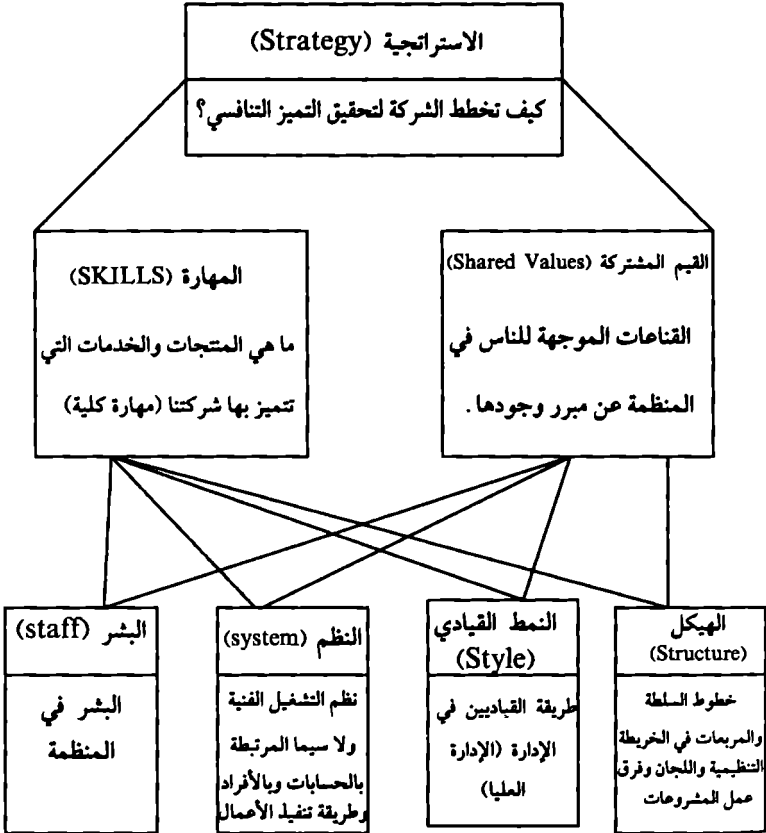 الاستراتجية (Strategy)
كيف تخطط الشركة لتحقيق التميز التنافسي؟
القيم المشتركة (Shared Values)
القناعات الموجهة للناس في
المنظمة عن مبرر وجودها.
المهارة (SKILLS)
ما هي المنتجات والخدمات التي
تتميز بها شركتنا (مهارة كلية)
الهيكل
(Structure)
خطوط السلطة
والمربعات في الخريطة
التنظيمية واللجان وفرق
عمل المشروعات
النمط القيادي
(Style)
طريقة القياديين في
الإدارة (الإدارة
العليا)
النظم (system)
نظم التشغيل الفنية
ولا سيما المرتبطة
بالحسابات وبالأفراد
وطريقة تنفيذ الأعمال
البشر (staff)
البشر في
المنظمة